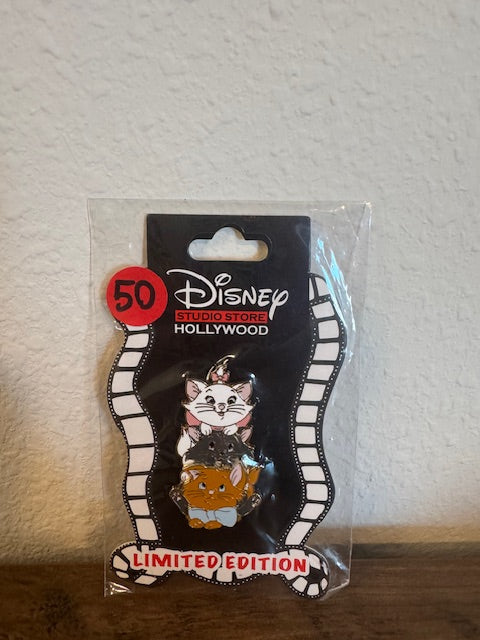 50
Disney
STUDIO STORE
HOLLYWOOD
LIMITED EDITION